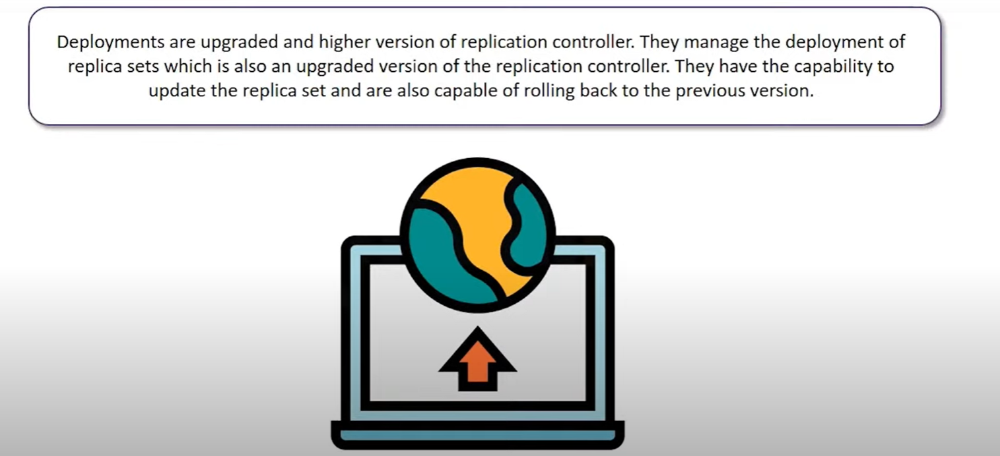 Deployments are upgraded and higher version of replication controller. They manage the deployment of
replica sets which is also an upgraded version of the replication controller. They have the capability to
update the replica set and are also capable of rolling back to the previous version.